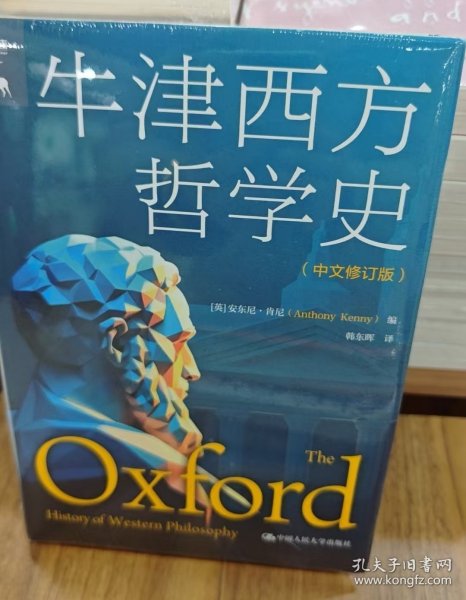 牛津西方
哲学史
（中文修订版）
[英]安东尼·肯尼（Anthony Kenny） 编
韩东晖 译
The
Oxford
History of Western Philosophy
中国人民大学出版社
孔夫子旧书网
www.kongfz.com